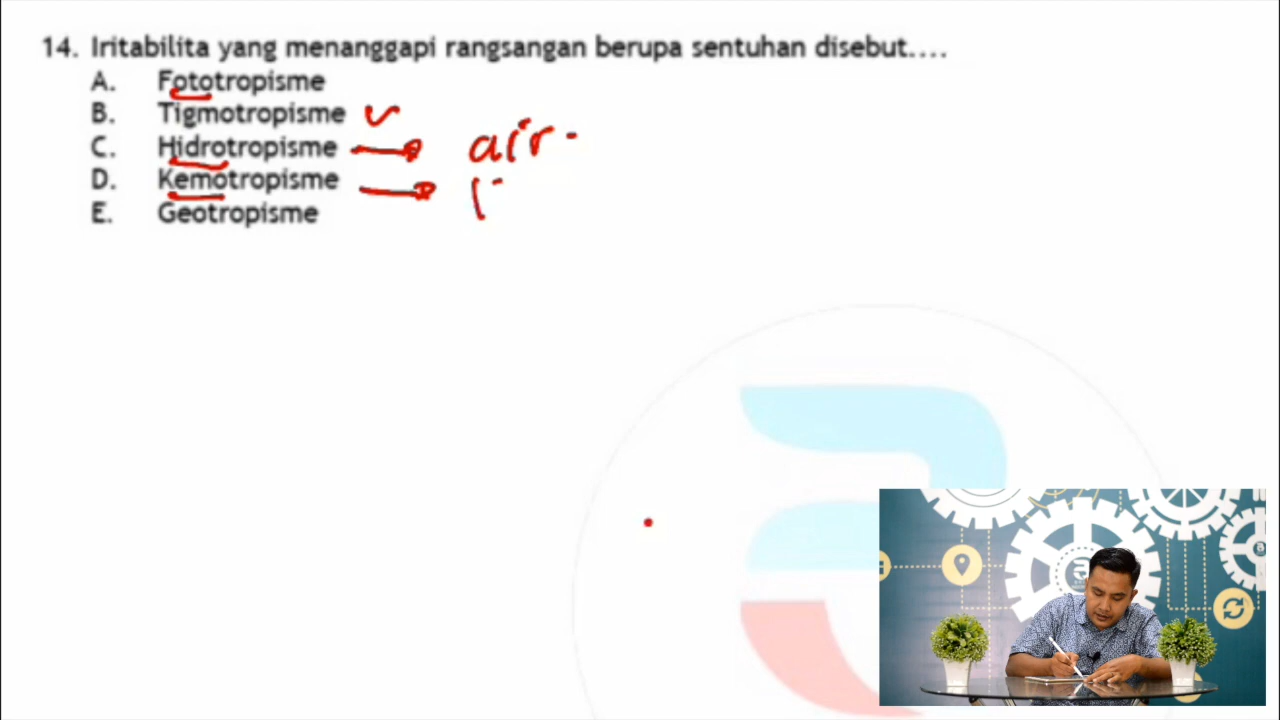 14. Iritabilita yang menanggapi rangsangan berupa sentuhan disebut....
A. Fototropisme
B. Tigmotropisme
C. Hidrotropisme air
D. Kemotropisme
E. Geotropisme